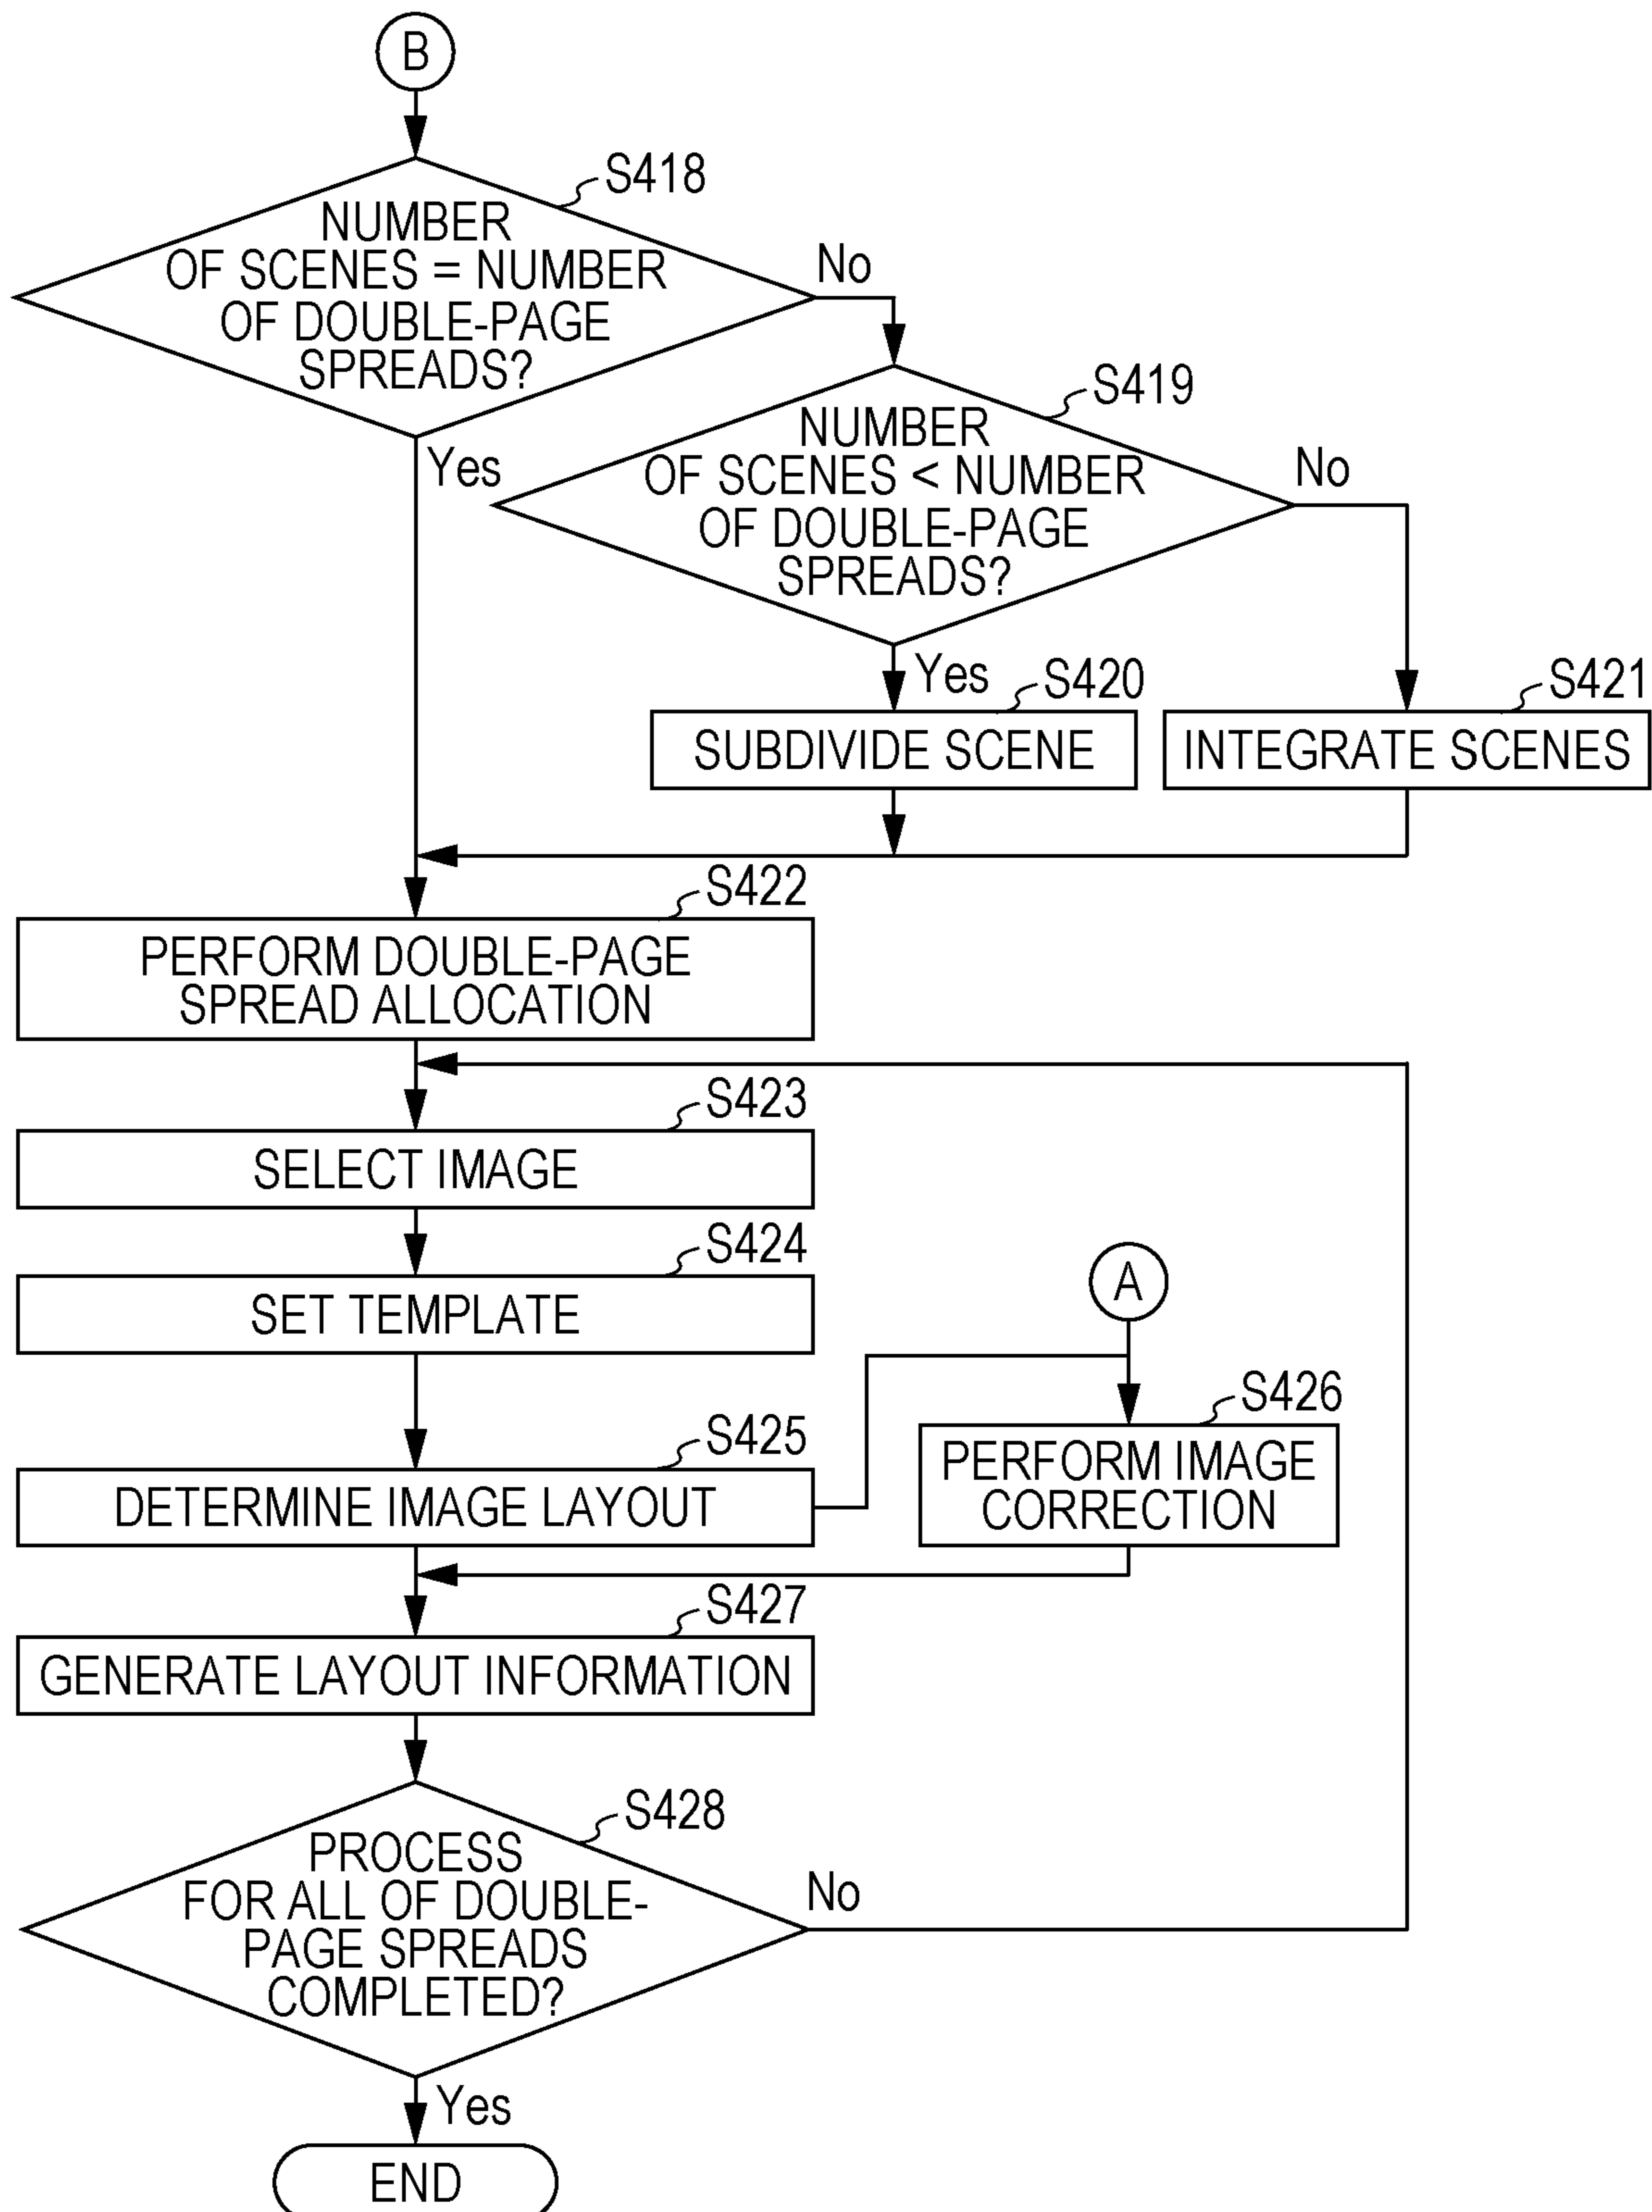 B
S418
NUMBER
OF SCENES = NUMBER
OF DOUBLE-PAGE
SPREADS?
No
Yes
S419
NUMBER
OF SCENES < NUMBER
OF DOUBLE-PAGE
SPREADS?
No
Yes
S420
SUBDIVIDE SCENE
S421
INTEGRATE SCENES
S422
PERFORM DOUBLE-PAGE
SPREAD ALLOCATION
S423
SELECT IMAGE
S424
SET TEMPLATE
A
S425
DETERMINE IMAGE LAYOUT
S426
PERFORM IMAGE
CORRECTION
S427
GENERATE LAYOUT INFORMATION
S428
PROCESS
FOR ALL OF DOUBLE-
PAGE SPREADS
COMPLETED?
No
Yes
END